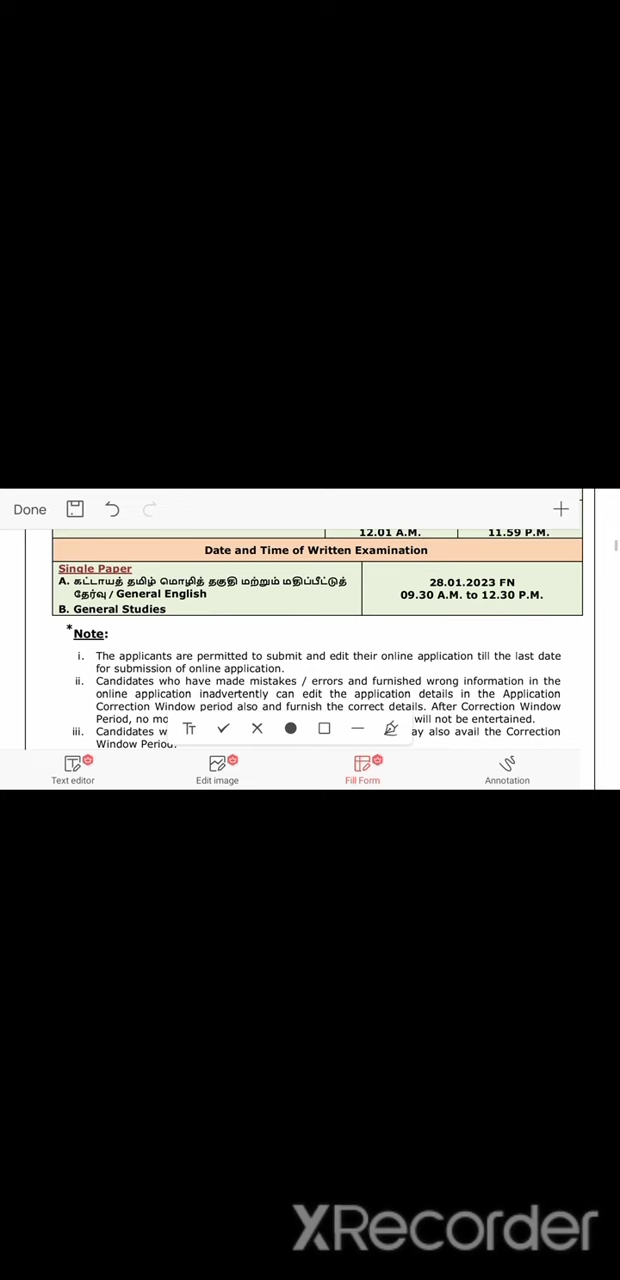 Done
12.01 A.M. 11.59 P.M.
Date and Time of Written Examination
Single Paper
A. கட்டாயத் தமிழ் மொழித் தகுதி மற்றும் மதிப்பீட்டுத்
தேர்வு / General English
B. General Studies
28.01.2023 FN
09.30 A.M. to 12.30 P.M.
*Note:
i. The applicants are permitted to submit and edit their online application till the last date
for submission of online application.
ii. Candidates who have made mistakes / errors and furnished wrong information in the
online application inadvertently can edit the application details in the Application
Correction Window period also and furnish the correct details. After Correction Window
Period, no mo will not be entertained.
iii. Candidates w ay also avail the Correction
Window Period.
Tт
Text editor Edit image Fill Form Annotation
XRecorder